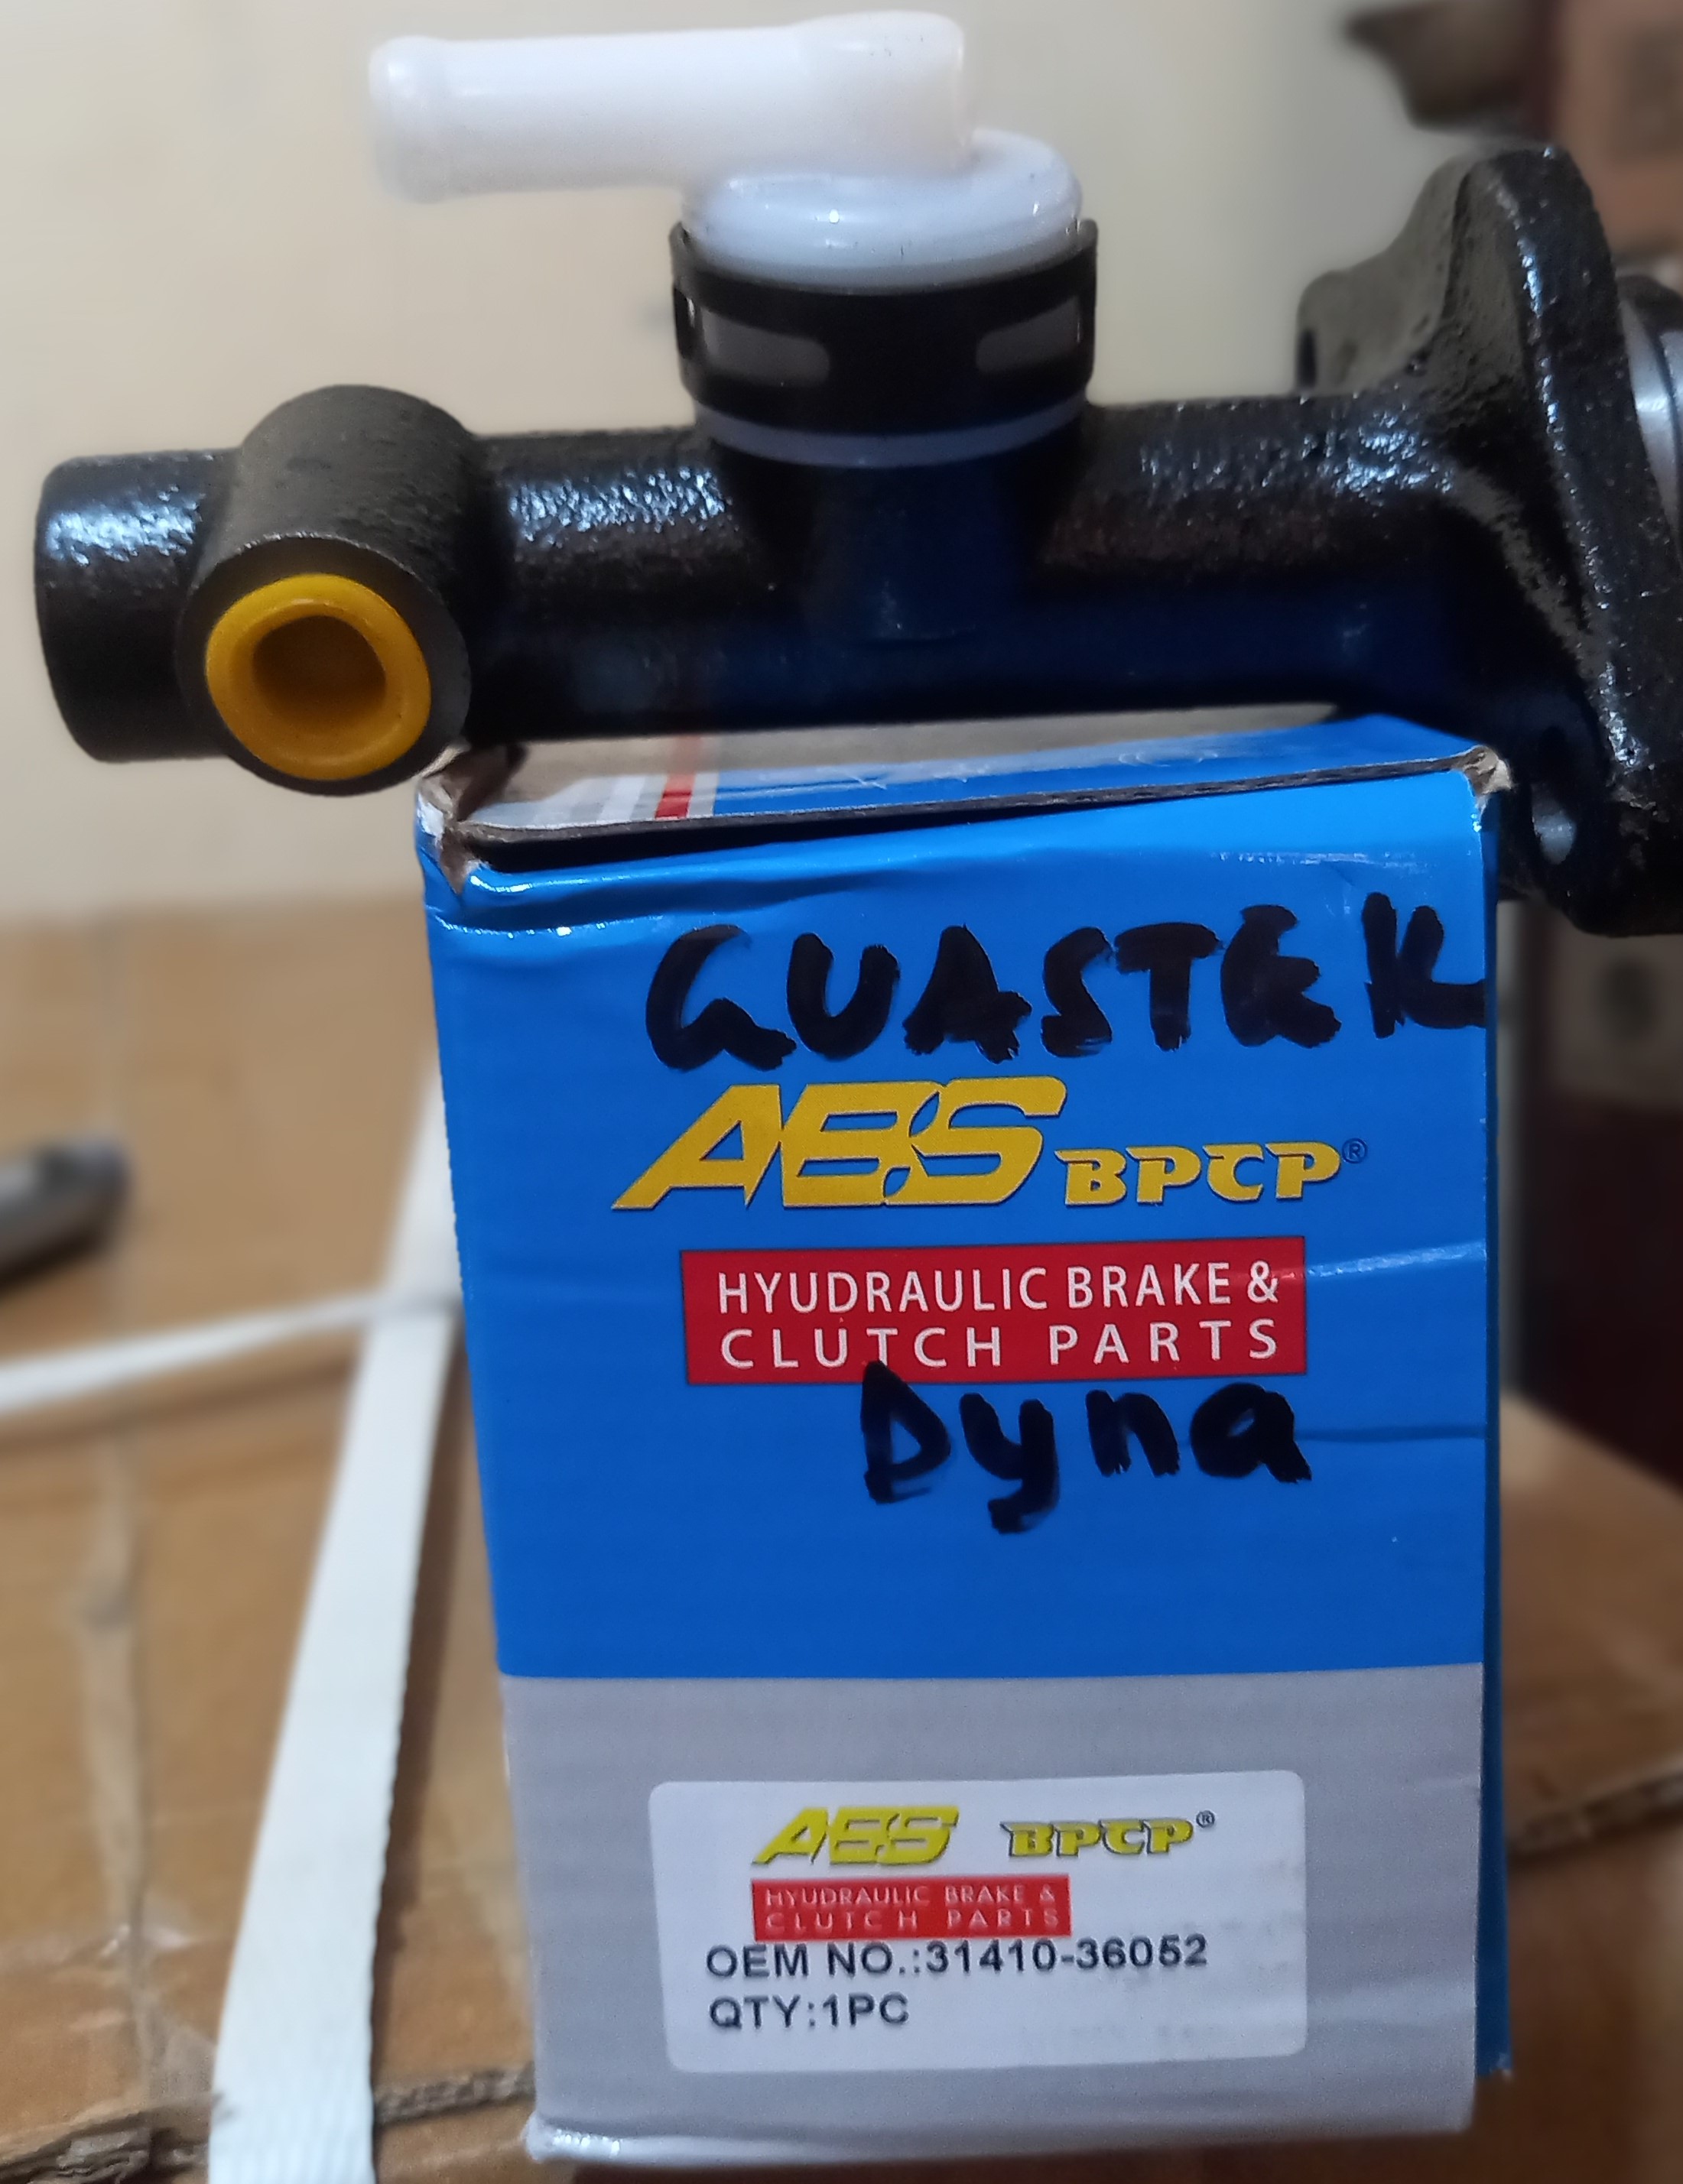 GUASTER
ABS BPCP®
HYUDRAULIC BRAKE &
CLUTCH PARTS
Dyna
ABS BPCP®
HYUDRAULIC BRAKE &
CLUTCH PARTS
OEM NO.:31410-36052
QTY:1PC